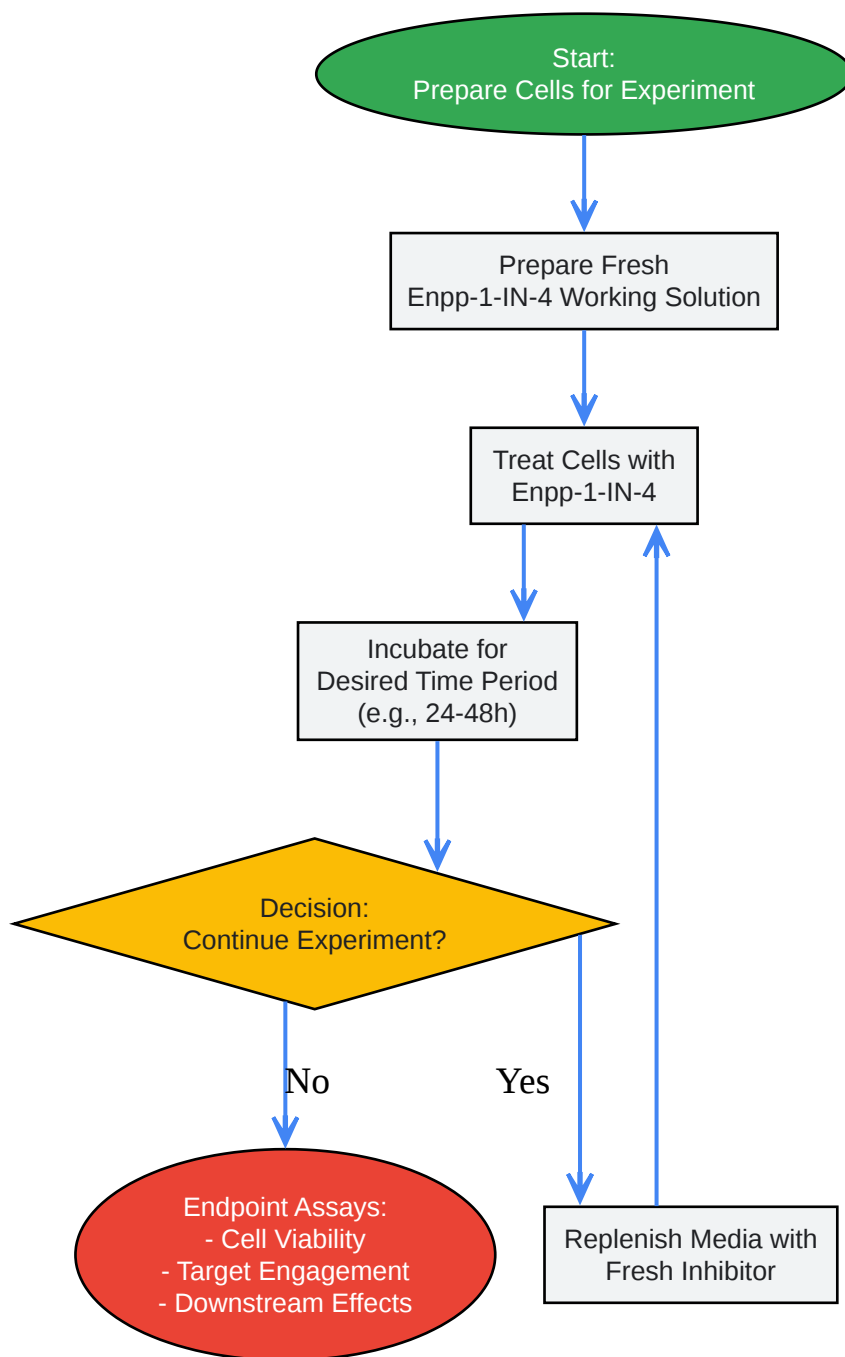 Start:
Prepare Cells for Experiment
Prepare Fresh
Enpp-1-IN-4 Working Solution
Treat Cells with
Enpp-1-IN-4
Incubate for
Desired Time Period
(e.g., 24-48h)
Decision:
Continue Experiment?
No
Yes
Endpoint Assays:
- Cell Viability
- Target Engagement
- Downstream Effects
Replenish Media with
Fresh Inhibitor